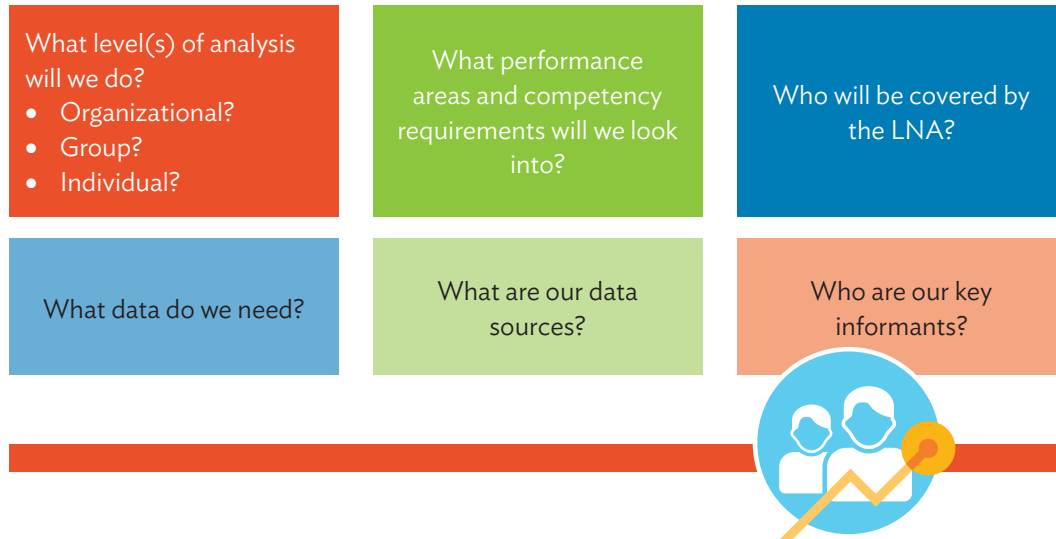 What level(s) of analysis
will we do?
• Organizational?
• Group?
• Individual?
What performance
areas and competency
requirements will we look
into?
Who will be covered by
the LNA?
What data do we need?
What are our data
sources?
Who are our key
informants?